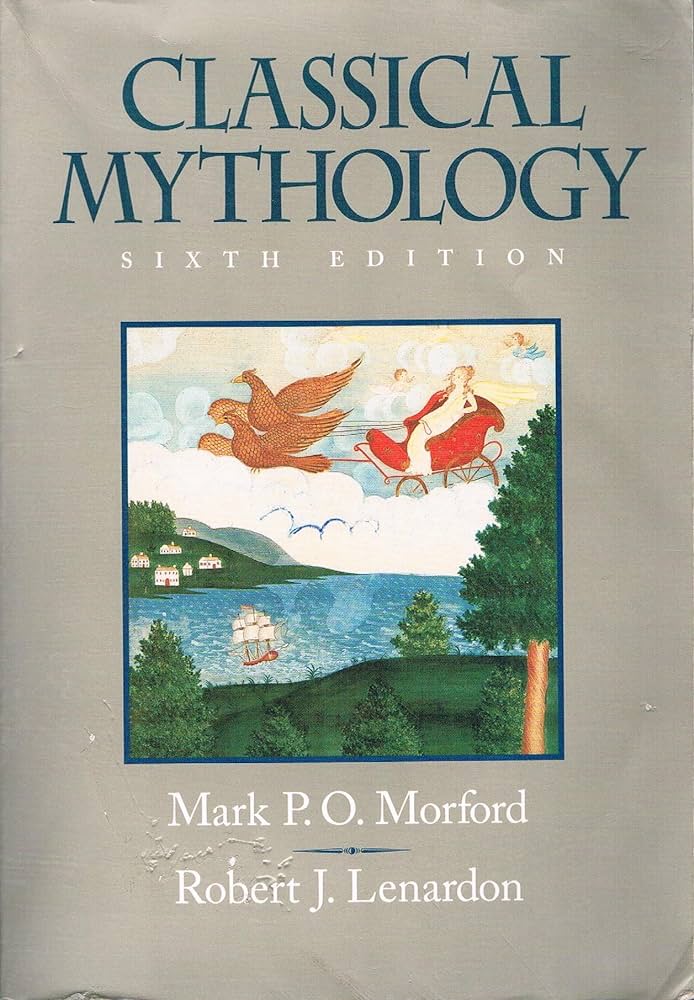 CLASSICAL
MYTHOLOGY
SIXTH EDITION
Mark P. O. Morford
Robert J. Lenardon